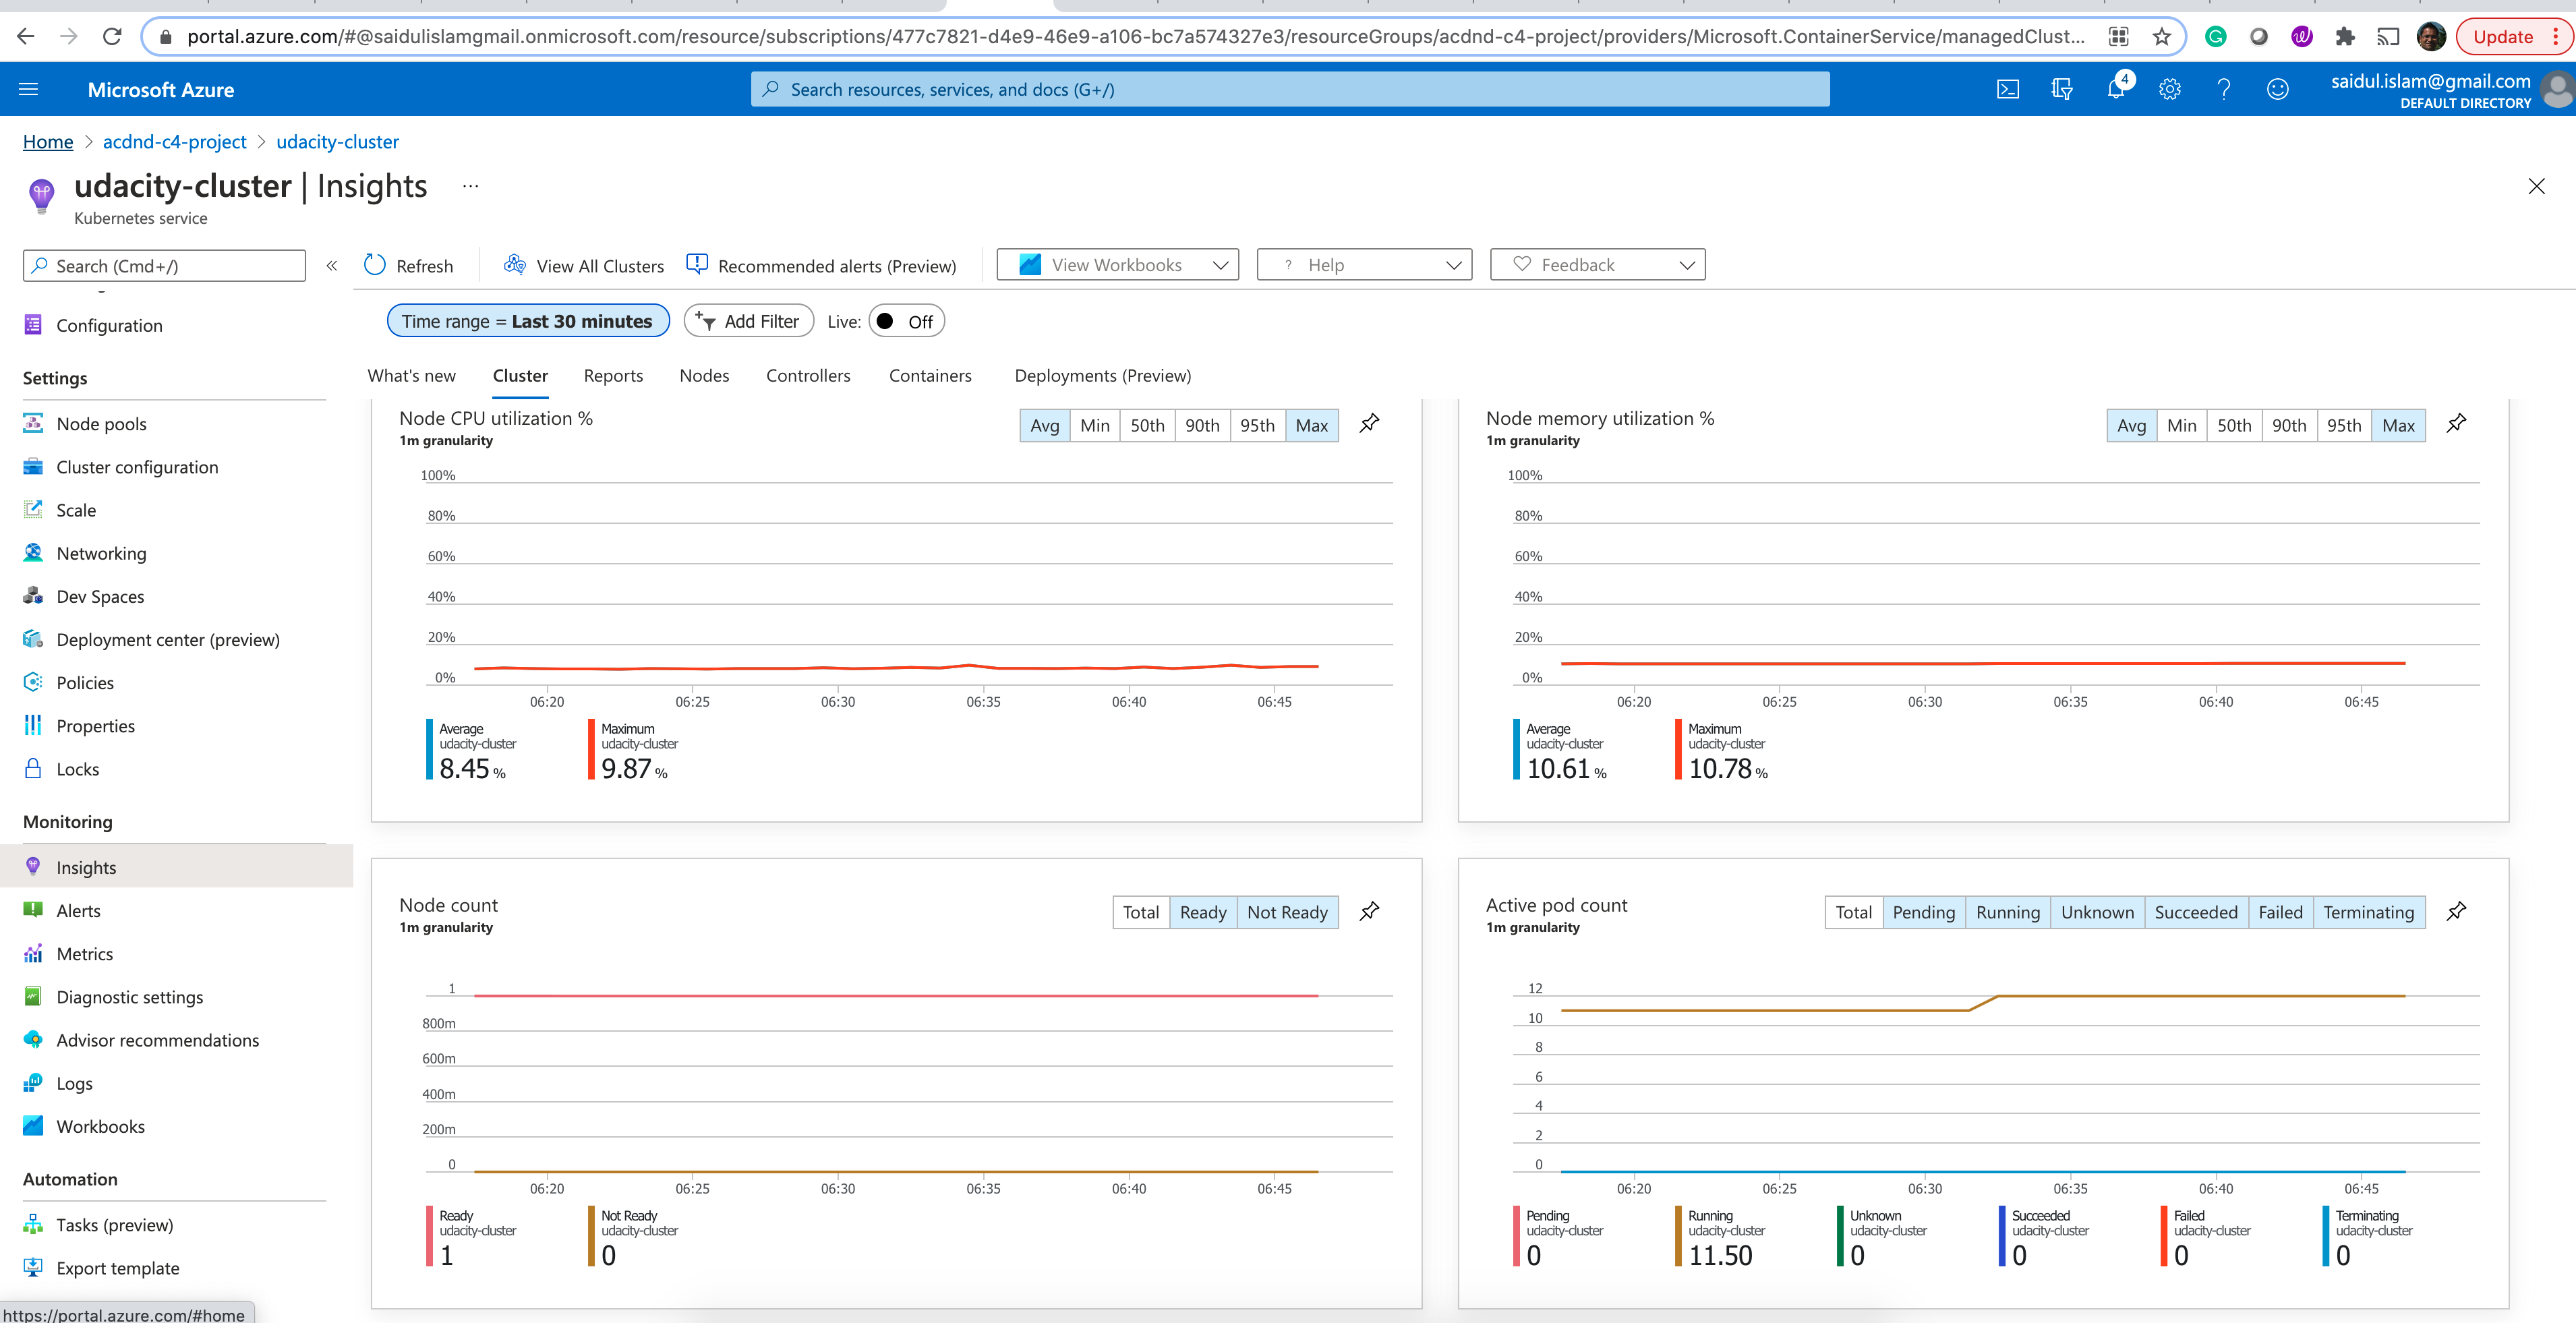 portal.azure.com/#@saidulislamgmail.onmicrosoft.com/resource/subscriptions/477c7821-d4e9-46e9-a106-bc7a574327e3/resourceGroups/acdnd-c4-project/providers/Microsoft.ContainerService/managedClust... Update
Microsoft Azure
Search resources, services, and docs (G+/)
4
saidul.islam@gmail.com
DEFAULT DIRECTORY
Home > acdnd-c4-project > udacity-cluster
udacity-cluster | Insights ...
Kubernetes service
Search (Cmd+/) «
Refresh View All Clusters Recommended alerts (Preview) View Workbooks ? Help Feedback
Configuration
Settings
Node pools
Cluster configuration
Scale
Networking
Dev Spaces
Deployment center (preview)
Policies
Properties
Locks
Monitoring
Insights
Alerts
Metrics
Diagnostic settings
Advisor recommendations
Logs
Workbooks
Automation
Tasks (preview)
Export template
https://portal.azure.com/#home
Time range = Last 30 minutes Add Filter Live: Off
What's new Cluster Reports Nodes Controllers Containers Deployments (Preview)
Node CPU utilization %
1m granularity
Avg Min 50th 90th 95th Max
100%
80%
60%
40%
20%
0%
06:20 06:25 06:30 06:35 06:40 06:45
Average Maximum
udacity-cluster udacity-cluster
8.45 % 9.87 %
Node memory utilization %
1m granularity
Avg Min 50th 90th 95th Max
100%
80%
60%
40%
20%
0%
06:20 06:25 06:30 06:35 06:40 06:45
Average Maximum
udacity-cluster udacity-cluster
10.61 % 10.78 %
Node count
1m granularity
Total Ready Not Ready
1
800m
600m
400m
200m
0
06:20 06:25 06:30 06:35 06:40 06:45
Ready Not Ready
udacity-cluster udacity-cluster
1 0
Active pod count
1m granularity
Total Pending Running Unknown Succeeded Failed Terminating
12
10
8
6
4
2
0
06:20 06:25 06:30 06:35 06:40 06:45
Pending Running Unknown Succeeded Failed Terminating
udacity-cluster udacity-cluster udacity-cluster udacity-cluster udacity-cluster udacity-cluster
0 11.50 0 0 0 0